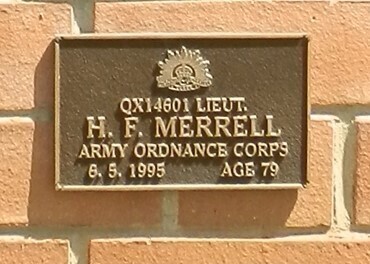 QX14601 LIEUT.
H. F. MERRELL
ARMY ORDNANCE CORPS
6. 5. 1995 AGE 79